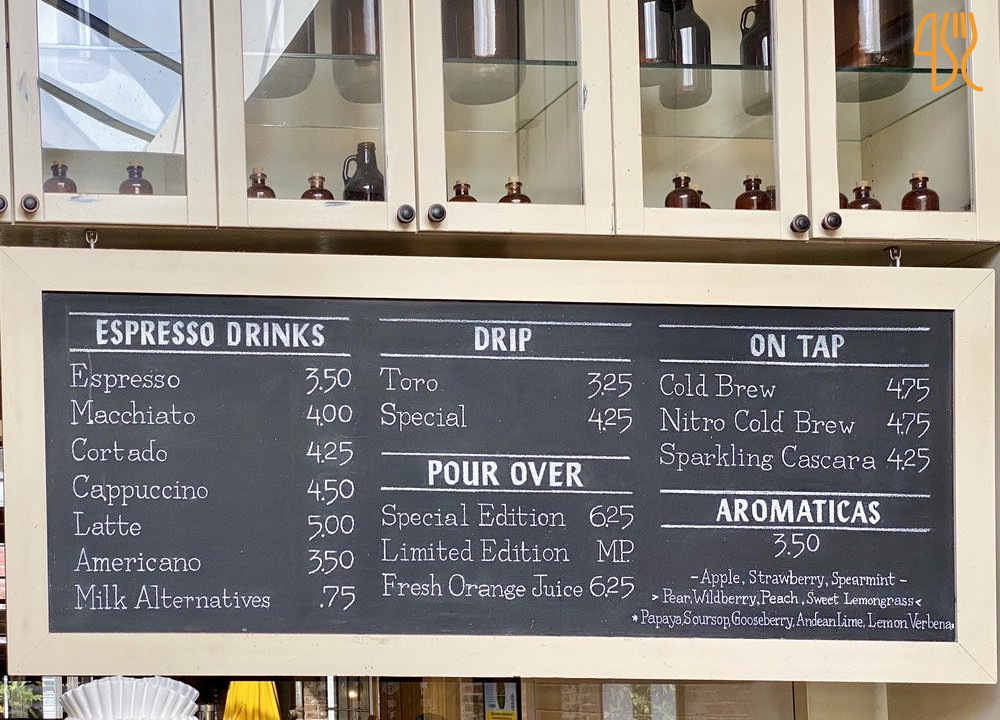 ESPRESSO DRINKS
Espresso 3.50
Macchiato 4.00
Cortado 4.25
Cappuccino 4.50
Latte 5.00
Americano 3.50
Milk Alternatives .75
DRIP
Toro 3.25
Special 4.25
POUR OVER
Special Edition 6.25
Limited Edition MP.
Fresh Orange Juice 6.25
ON TAP
Cold Brew 4.75
Nitro Cold Brew 4.75
Sparkling Cascara 4.25
AROMATICAS
3.50
-Apple, Strawberry, Spearmint-
> Pear, Wildberry, Peach, Sweet Lemongrass <
* Papaya, Soursop, Gooseberry, Andean Lime, Lemon Verbena